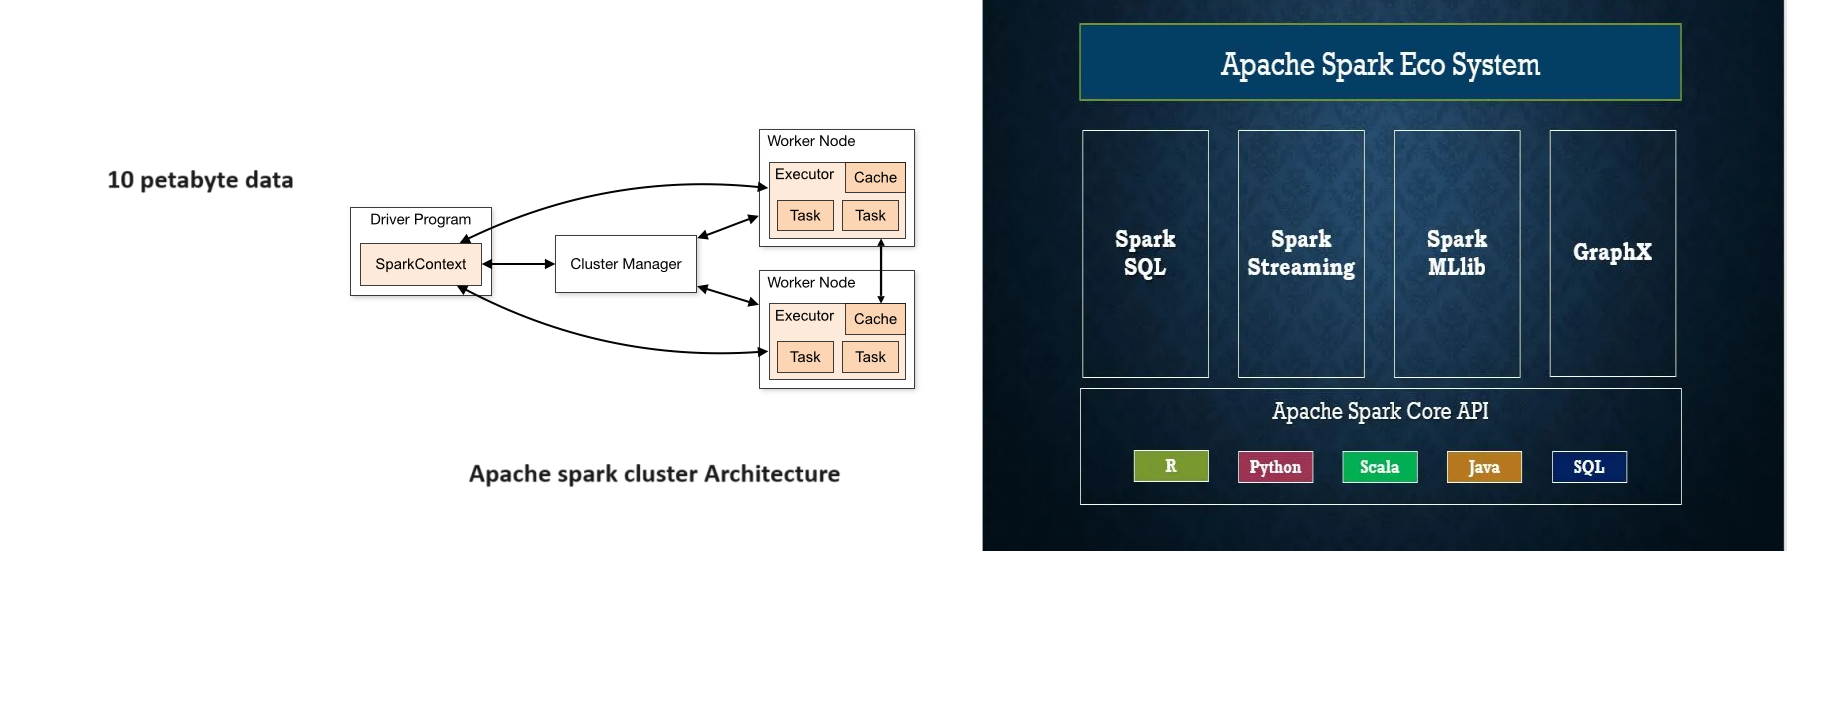 10 petabyte data
Driver Program
SparkContext
Cluster Manager
Worker Node
Executor
Cache
Task
Task
Worker Node
Executor
Cache
Task
Task
Apache spark cluster Architecture
Apache Spark Eco System
Spark
SQL
Spark
Streaming
Spark
MLlib
GraphX
Apache Spark Core API
R
Python
Scala
Java
SQL